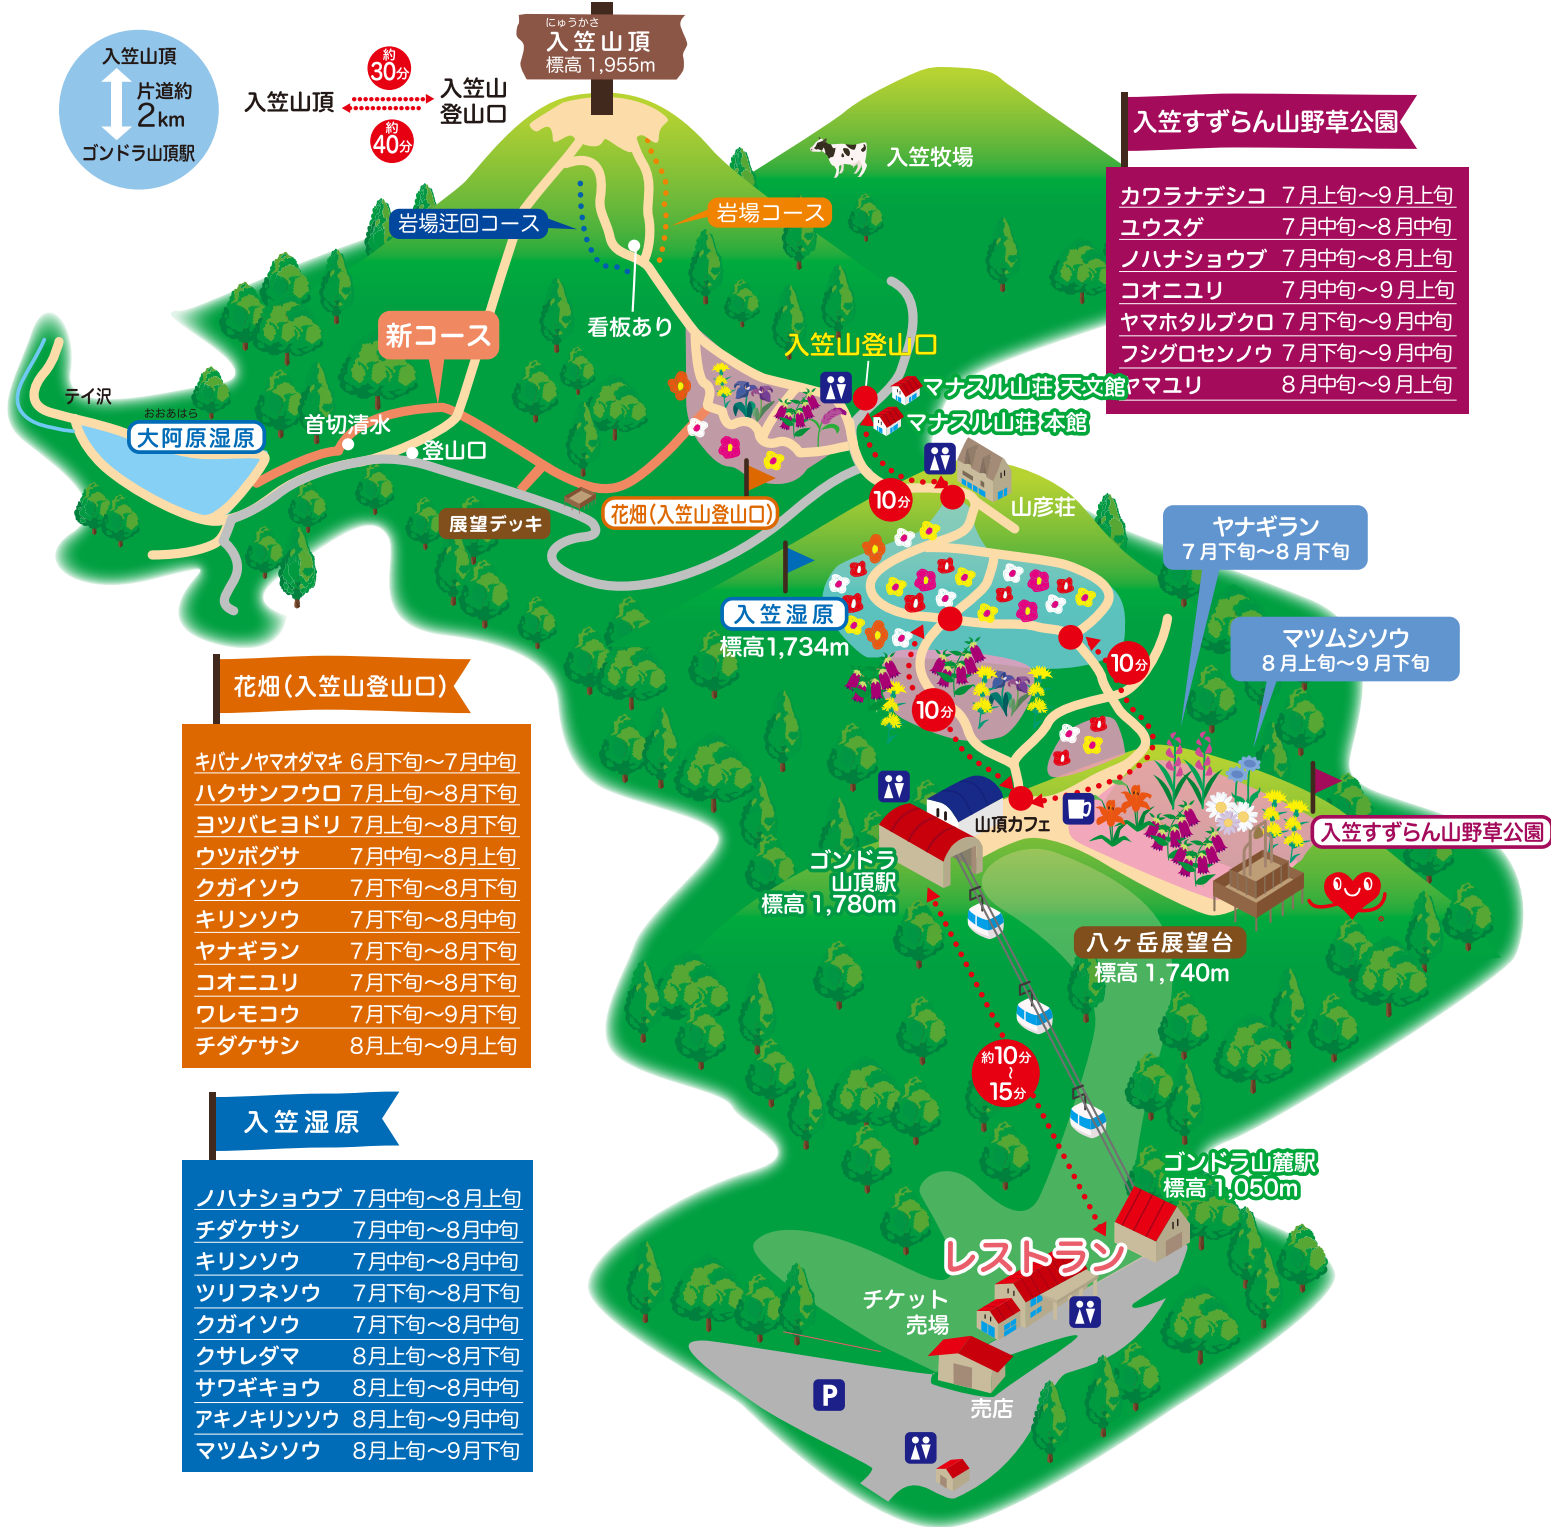 にゅうかさ
入笠山頂
標高1,955m
入笠山頂
片道約
2km
ゴンドラ山頂駅
入笠山頂
約
30分
約
40分
入笠山
登山口
入笠牧場
岩場迂回コース
岩場コース
看板あり
新コース
入笠山登山口
マナスル山荘 天文館
マナスル山荘 本館
テイ沢
おおあはら
大阿原湿原
首切清水
登山口
展望デッキ
花畑(入笠山登山口)
10分
山彦荘
入笠湿原
標高1,734m
10分
10分
ヤナギラン
7月下旬〜8月下旬
マツムシソウ
8月上旬〜9月下旬
山頂カフェ
入笠すずらん山野草公園
ゴンドラ
山頂駅
標高1,780m
八ヶ岳展望台
標高1,740m
約10分
〜
15分
ゴンドラ山麓駅
標高1,050m
レストラン
チケット
売場
売店
P
入笠すずらん山野草公園
カワラナデシコ 7月上旬〜9月上旬
ユウスゲ 7月中旬〜8月中旬
ノハナショウブ 7月中旬〜8月上旬
コオニユリ 7月中旬〜9月上旬
ヤマホタルブクロ 7月下旬〜9月中旬
フシグロセンノウ 7月下旬〜9月中旬
ヤマユリ 8月中旬〜9月上旬
花畑(入笠山登山口)
キバナノヤマオダマキ 6月下旬〜7月中旬
ハクサンフウロ 7月上旬〜8月下旬
ヨツバヒヨドリ 7月上旬〜8月下旬
ウツボグサ 7月中旬〜8月上旬
クガイソウ 7月下旬〜8月下旬
キリンソウ 7月下旬〜8月中旬
ヤナギラン 7月下旬〜8月下旬
コオニユリ 7月下旬〜8月下旬
ワレモコウ 7月下旬〜9月下旬
チダケサシ 8月上旬〜9月上旬
入笠湿原
ノハナショウブ 7月中旬〜8月上旬
チダケサシ 7月中旬〜8月中旬
キリンソウ 7月中旬〜8月中旬
ツリフネソウ 7月下旬〜8月下旬
クガイソウ 7月下旬〜8月中旬
クサレダマ 8月上旬〜8月下旬
サワギキョウ 8月上旬〜8月中旬
アキノキリンソウ 8月上旬〜9月中旬
マツムシソウ 8月上旬〜9月下旬